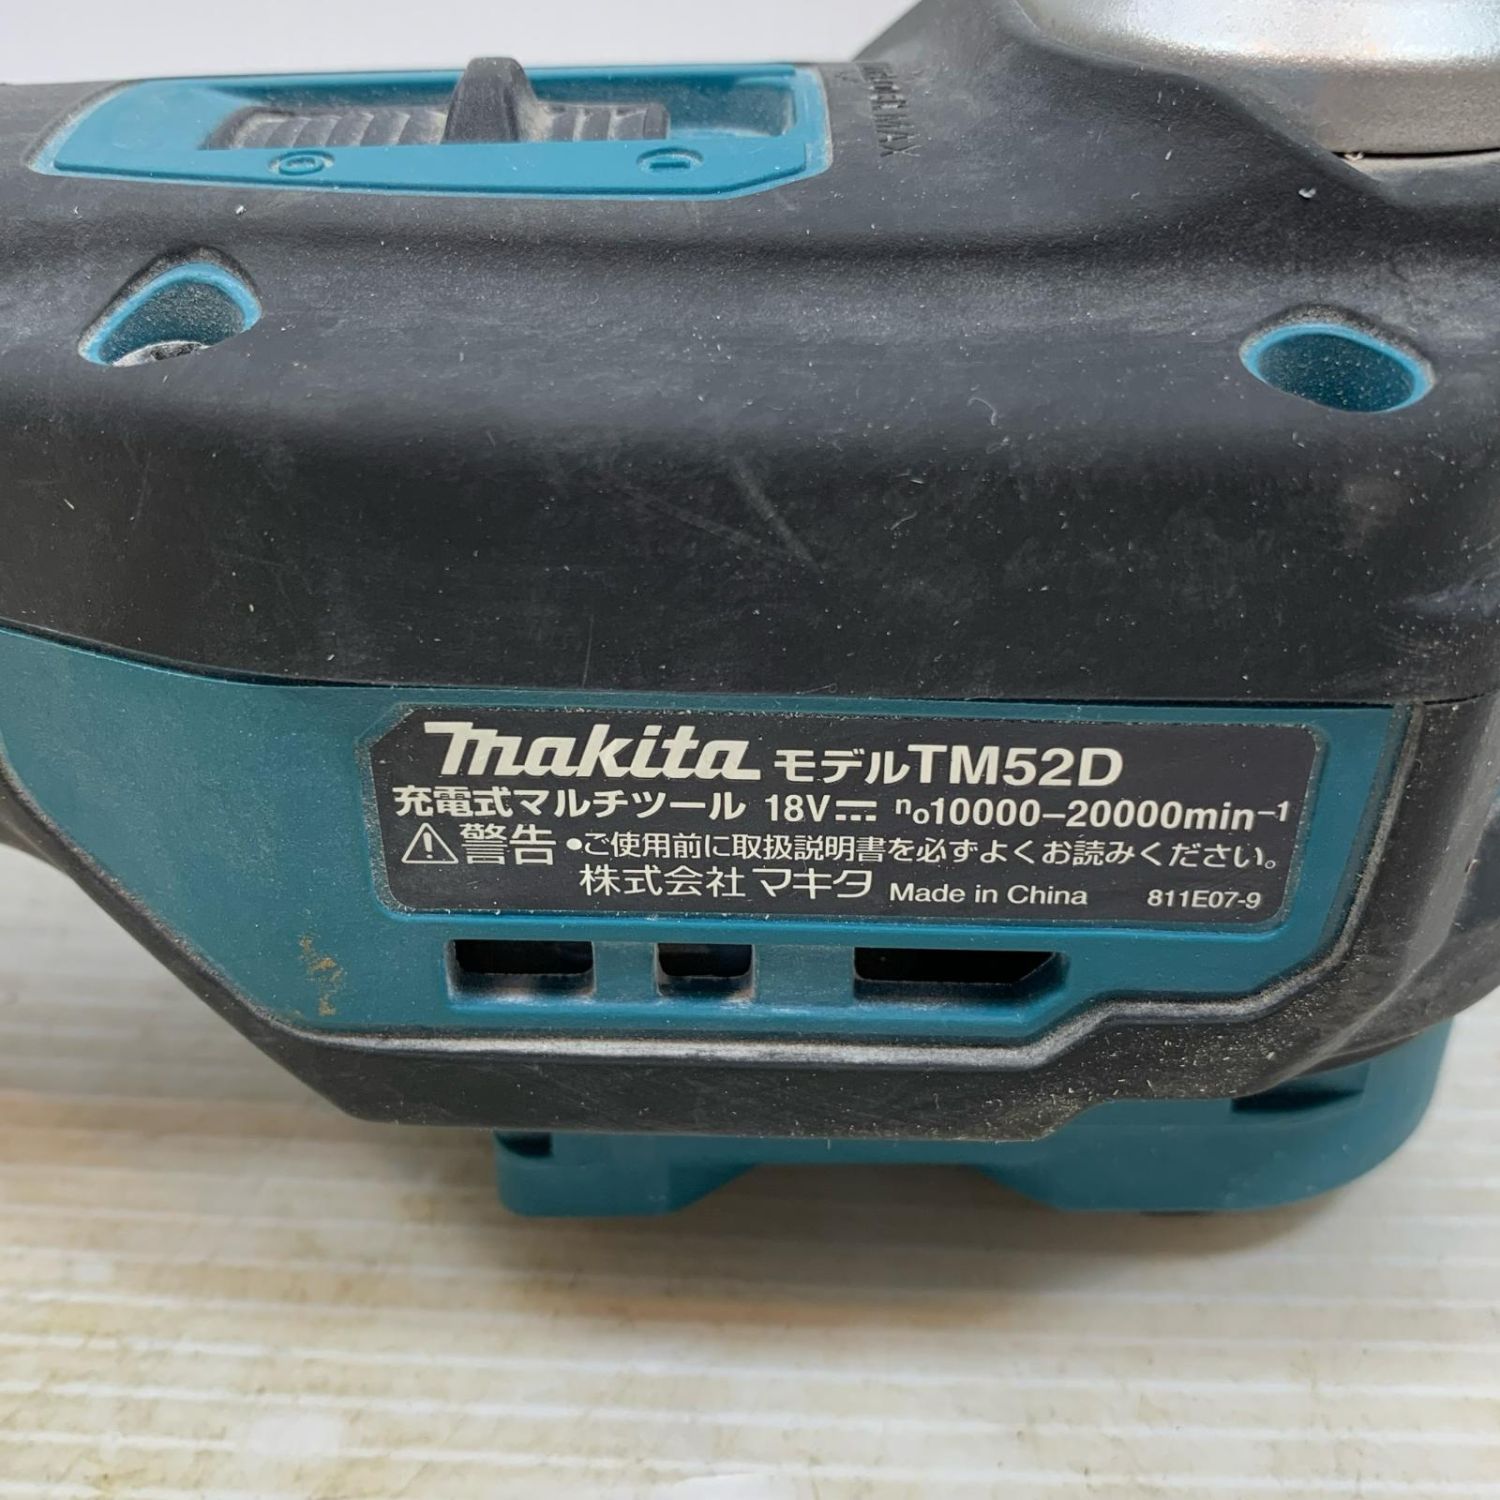 O I
makita モデルTM52D
充電式マルチツール 18V⎓ n₀10000–20000min⁻¹
⚠警告 •ご使用前に取扱説明書を必ずよくお読みください。
株式会社マキタ Made in China 811E07-9